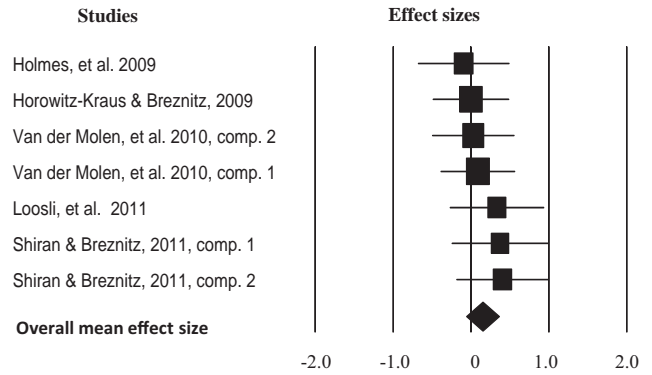 Studies Effect sizes
Holmes, et al. 2009
Horowitz-Kraus & Breznitz, 2009
Van der Molen, et al. 2010, comp. 2
Van der Molen, et al. 2010, comp. 1
Loosli, et al. 2011
Shiran & Breznitz, 2011, comp. 1
Shiran & Breznitz, 2011, comp. 2
Overall mean effect size
-2.0 -1.0 0 1.0 2.0